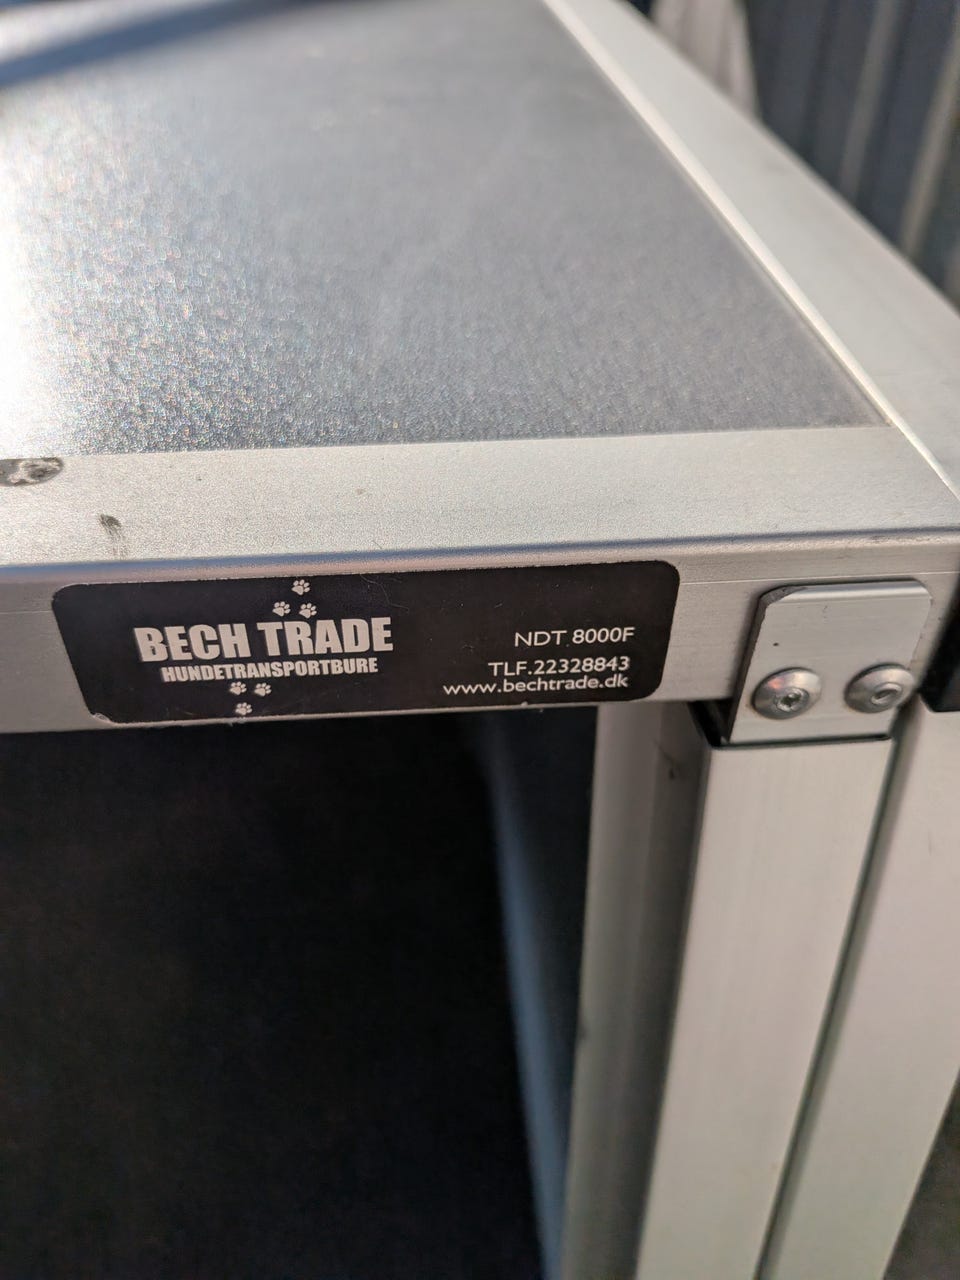 BECH TRADE
HUNDETRANSPORTBURE
NDT 8000F
TLF.22328843
www.bechtrade.dk